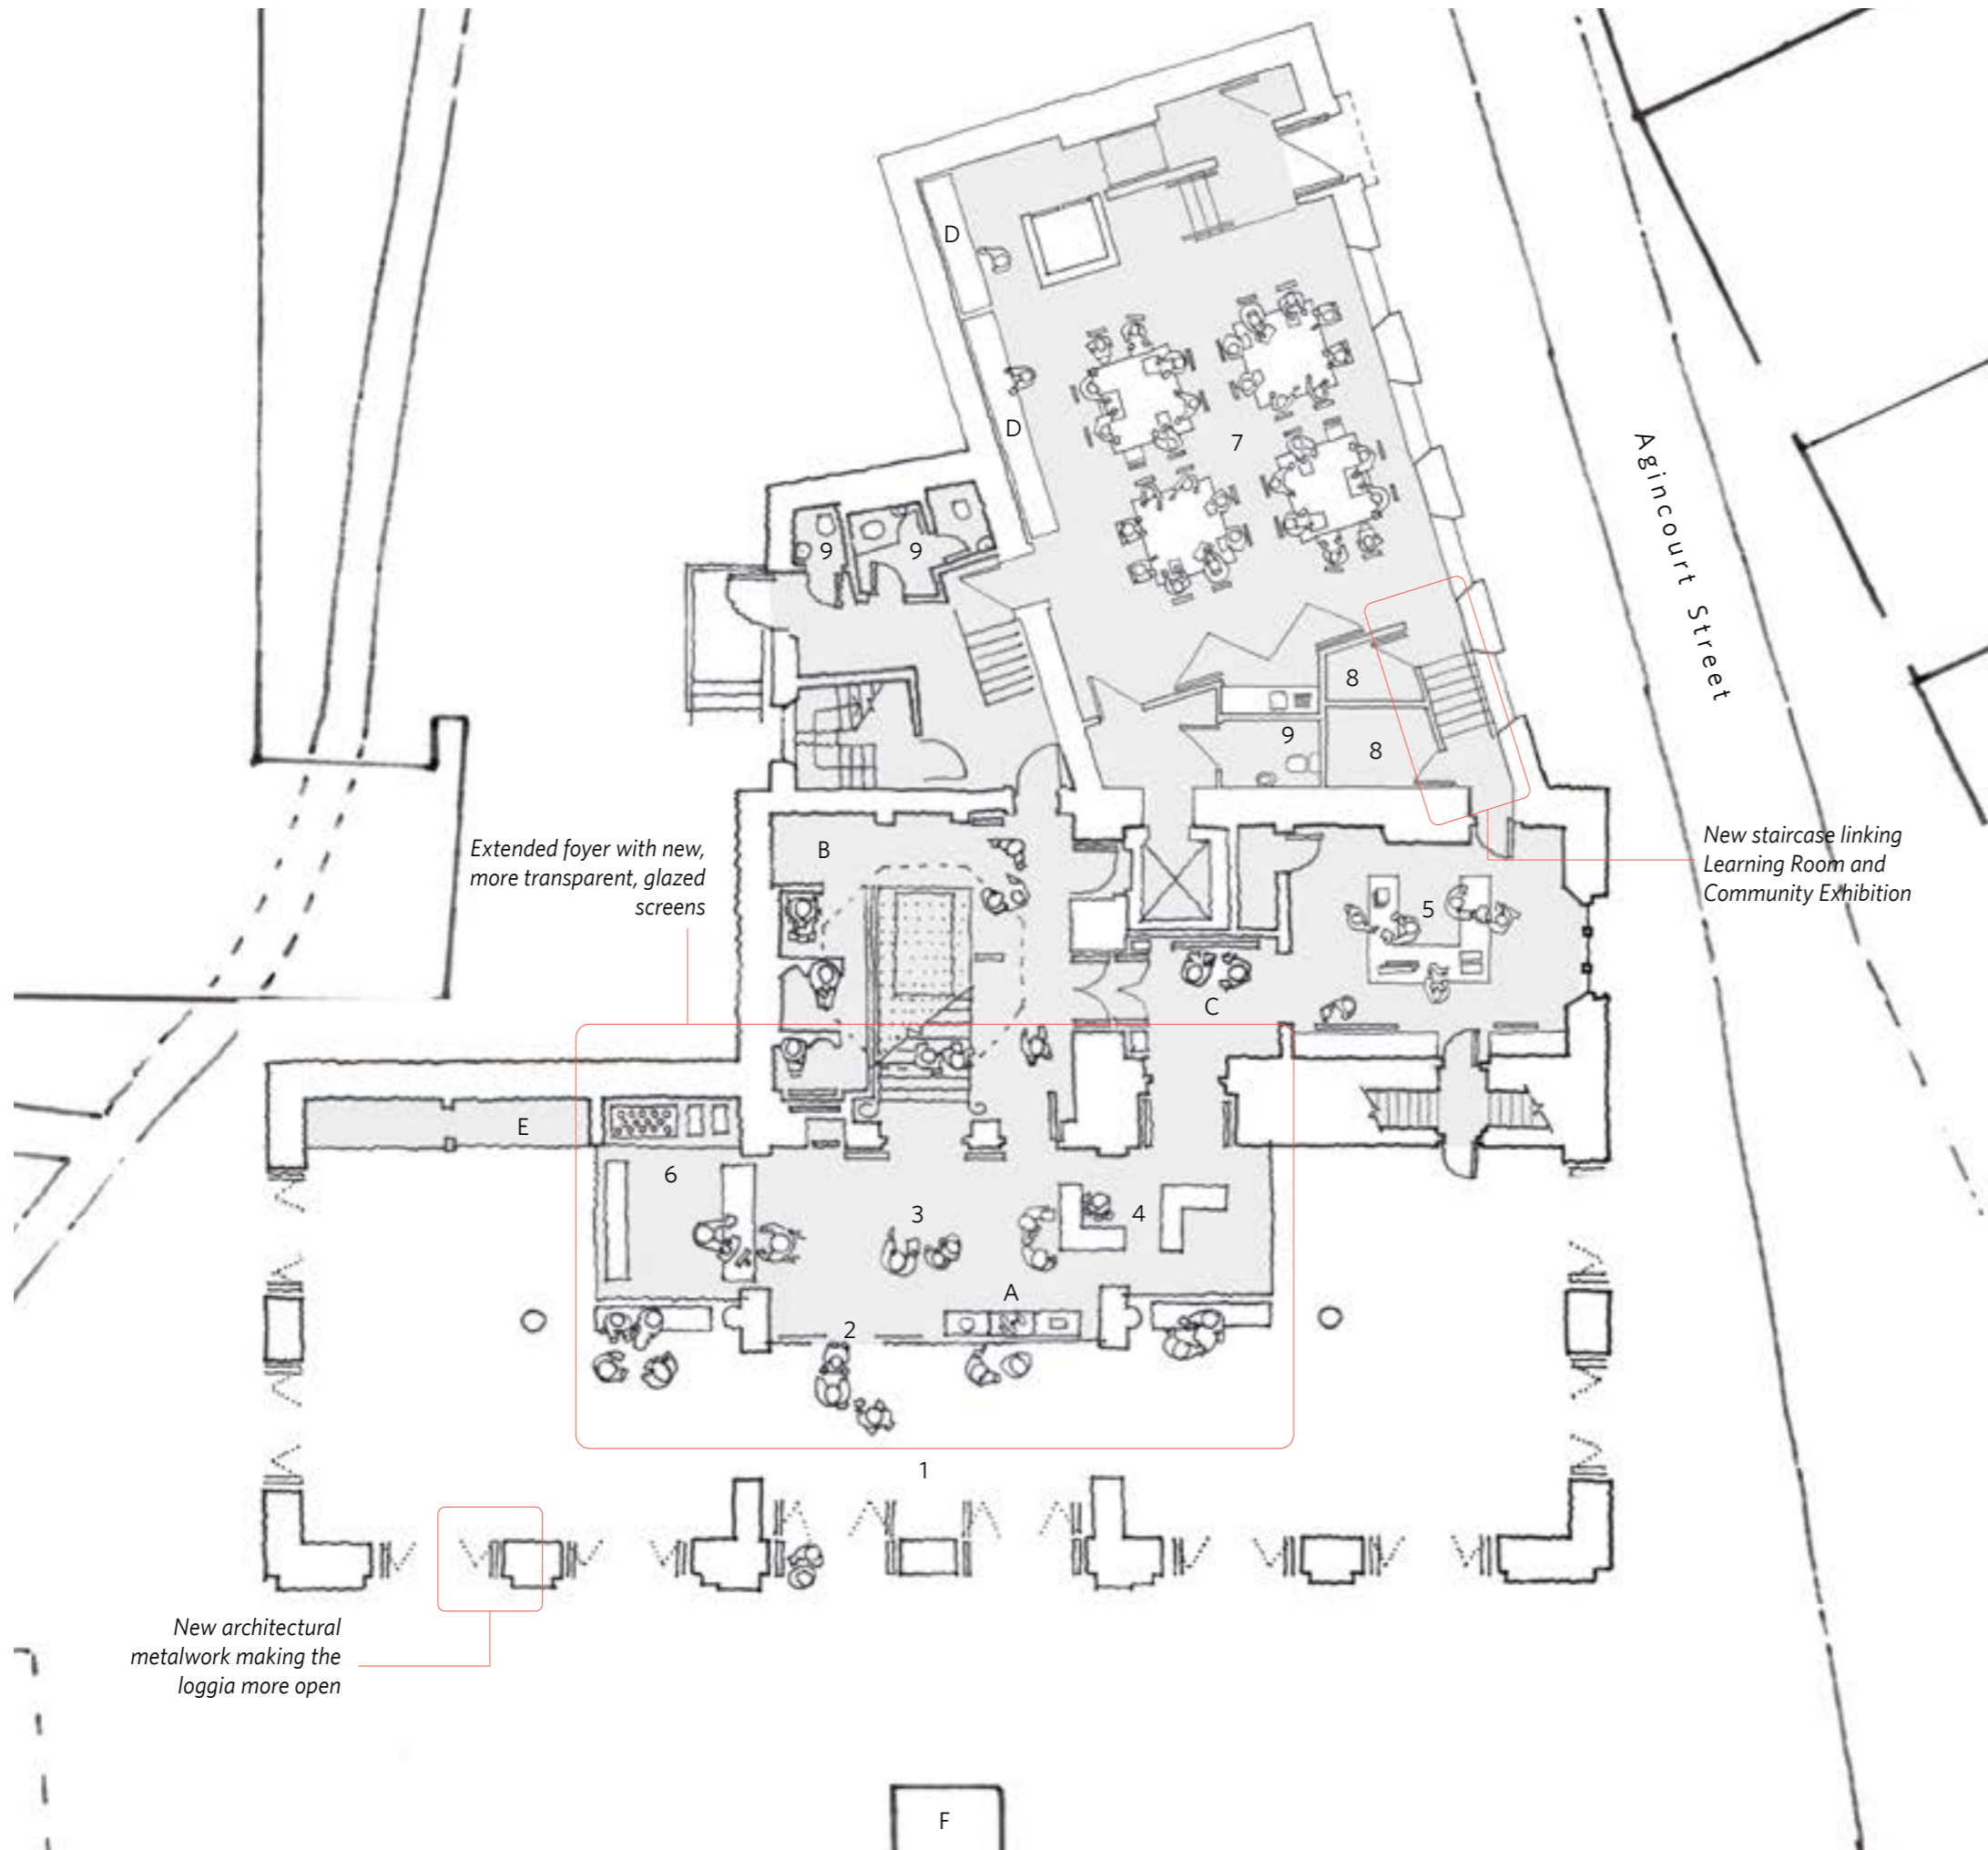 D
D
7
Agincourt Street
9
9
8
9
8
Extended foyer with new,
more transparent, glazed
screens
B
New staircase linking
Learning Room and
Community Exhibition
5
C
E
6
3
4
A
2
1
New architectural
metalwork making the
loggia more open
F